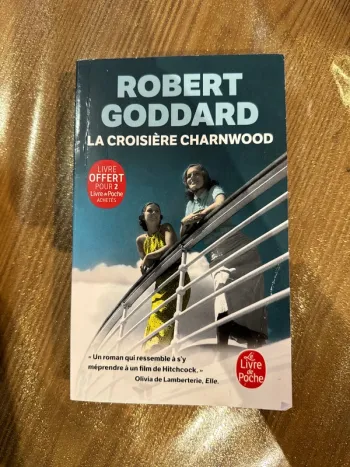 ROBERT
GODDARD
LA CROISIÈRE CHARNWOOD
LIVRE
OFFERT
POUR 2
Livre de Poche
ACHETÉS
« Un roman qui ressemble à s'y
méprendre à un film de Hitchcock. »
Olivia de Lamberterie, Elle.
Le
Livre
de
Poche